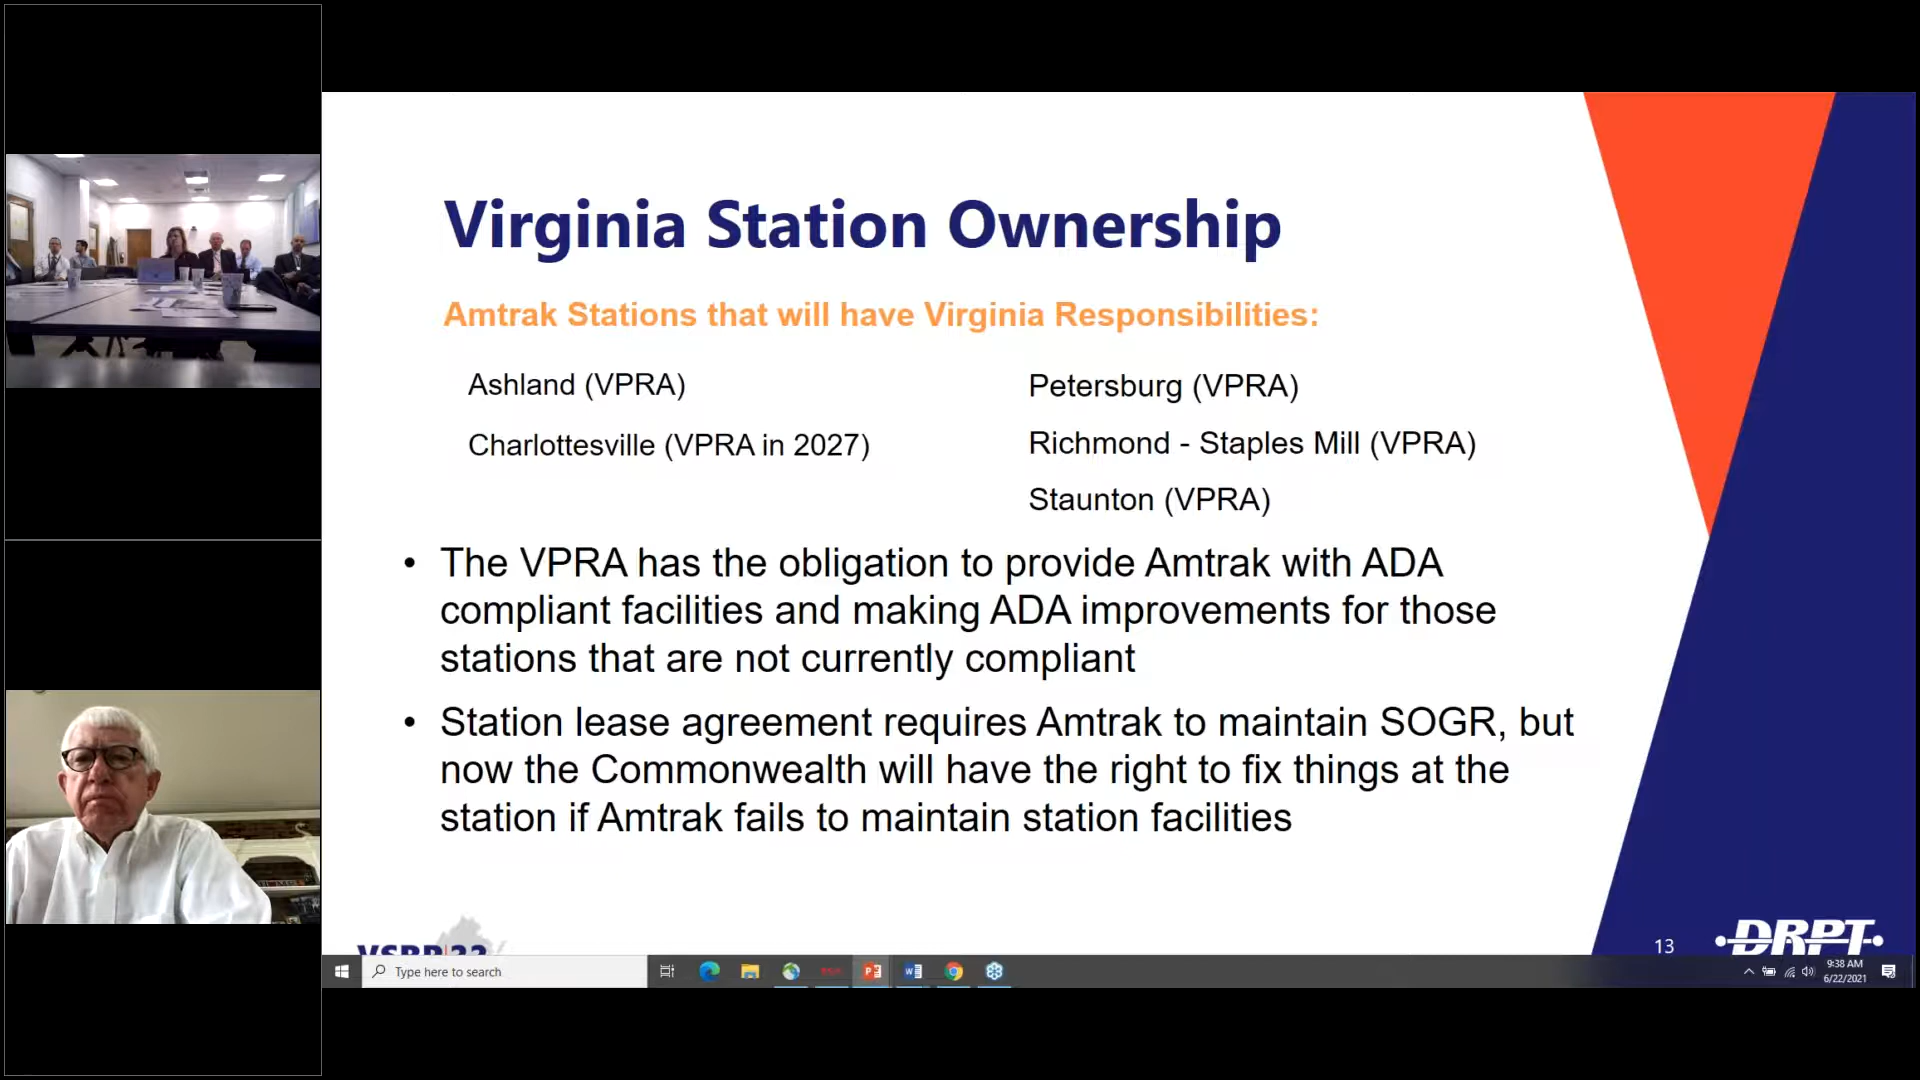 Virginia Station Ownership
Amtrak Stations that will have Virginia Responsibilities:
Ashland (VPRA)
Charlottesville (VPRA in 2027)
Petersburg (VPRA)
Richmond - Staples Mill (VPRA)
Staunton (VPRA)
• The VPRA has the obligation to provide Amtrak with ADA
compliant facilities and making ADA improvements for those
stations that are not currently compliant
• Station lease agreement requires Amtrak to maintain SOGR, but
now the Commonwealth will have the right to fix things at the
station if Amtrak fails to maintain station facilities
13
DRPT
Type here to search
9:38 AM
6/22/2021